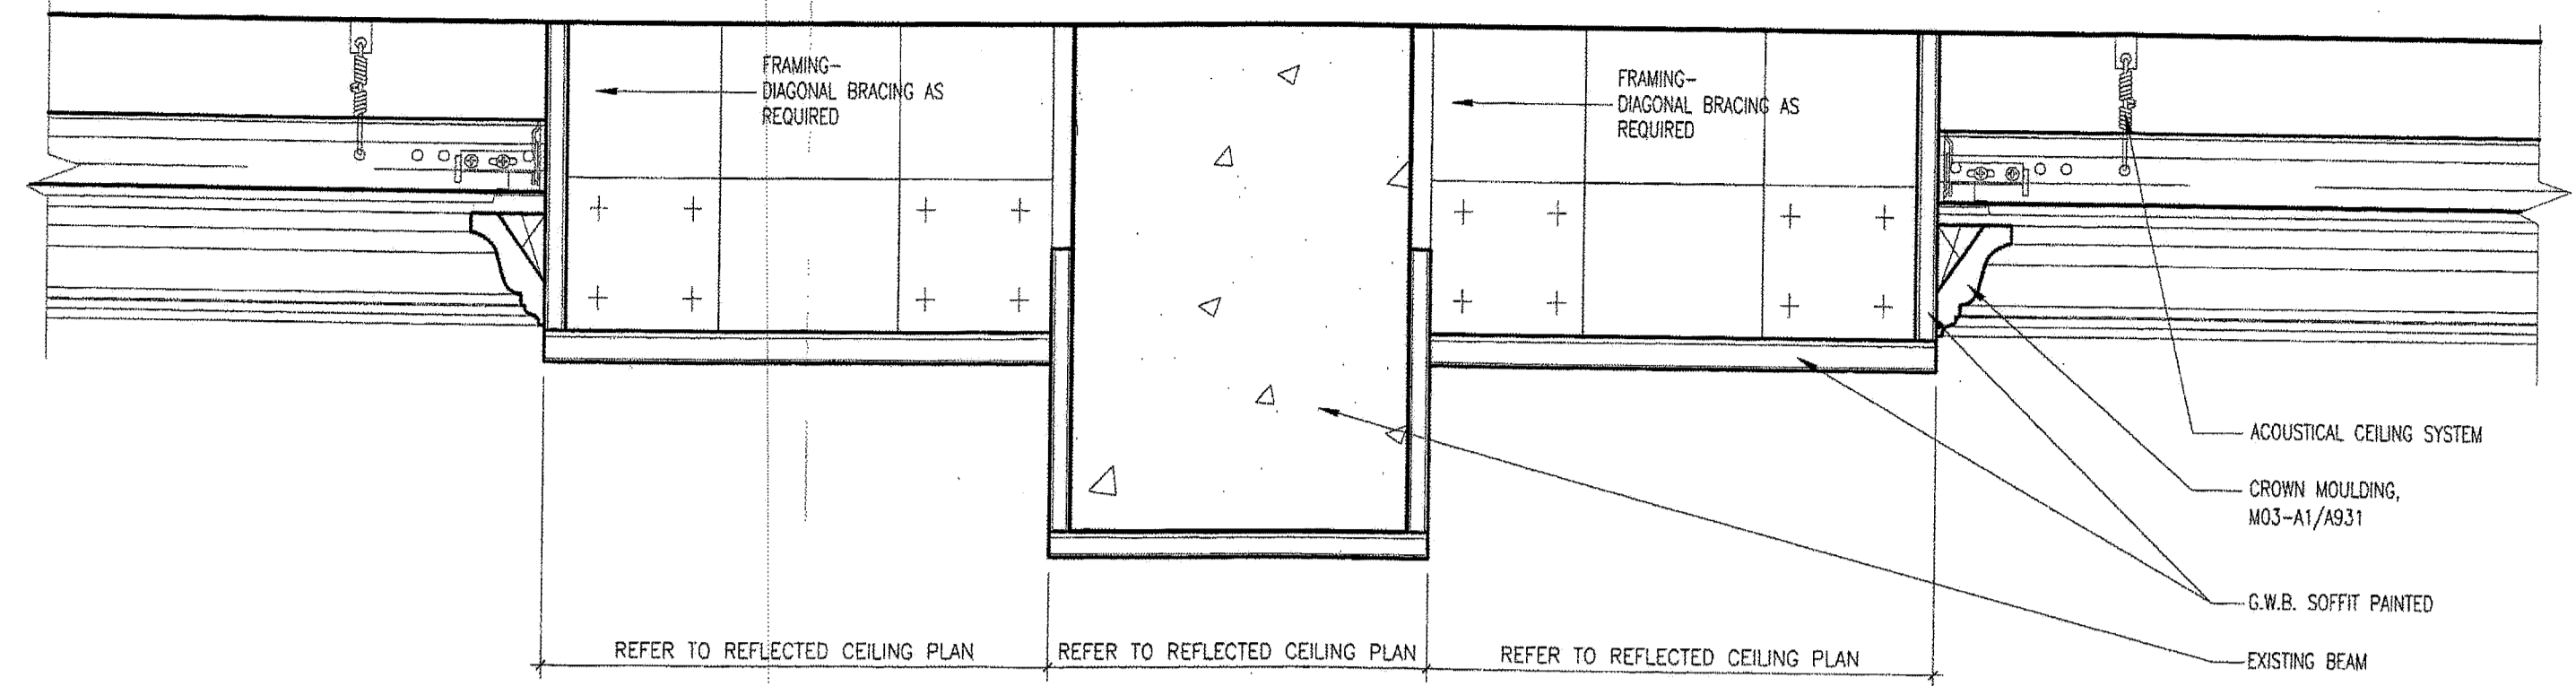 FRAMING-
DIAGONAL BRACING AS
REQUIRED
FRAMING-
DIAGONAL BRACING AS
REQUIRED
ACOUSTICAL CEILING SYSTEM
CROWN MOULDING,
M03-A1/A931
G.W.B. SOFFIT PAINTED
EXISTING BEAM
REFER TO REFLECTED CEILING PLAN
REFER TO REFLECTED CEILING PLAN
REFER TO REFLECTED CEILING PLAN